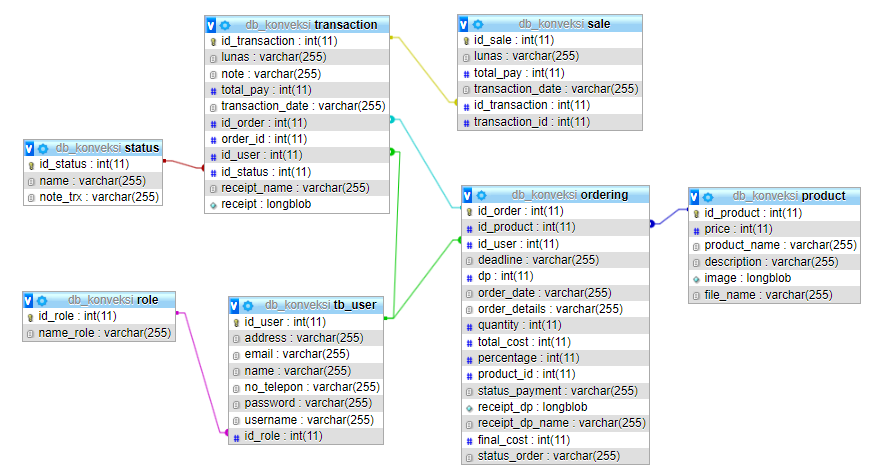 db_konveksi transaction
id_transaction : int(11)
lunas : varchar(255)
note : varchar(255)
total_pay : int(11)
transaction_date : varchar(255)
id_order : int(11)
order_id : int(11)
id_user : int(11)
id_status : int(11)
receipt_name : varchar(255)
receipt : longblob
db_konveksi sale
id_sale : int(11)
lunas : varchar(255)
total_pay : int(11)
transaction_date : varchar(255)
id_transaction : int(11)
transaction_id : int(11)
db_konveksi status
id_status : int(11)
name : varchar(255)
note_trx : varchar(255)
db_konveksi ordering
id_order : int(11)
id_product : int(11)
id_user : int(11)
deadline : varchar(255)
dp : int(11)
order_date : varchar(255)
order_details : varchar(255)
quantity : int(11)
total_cost : int(11)
percentage : int(11)
product_id : int(11)
status_payment : varchar(255)
receipt_dp : longblob
receipt_dp_name : varchar(255)
final_cost : int(11)
status_order : varchar(255)
db_konveksi product
id_product : int(11)
price : int(11)
product_name : varchar(255)
description : varchar(255)
image : longblob
file_name : varchar(255)
db_konveksi role
id_role : int(11)
name_role : varchar(255)
db_konveksi tb_user
id_user : int(11)
address : varchar(255)
email : varchar(255)
name : varchar(255)
no_telepon : varchar(255)
password : varchar(255)
username : varchar(255)
id_role : int(11)